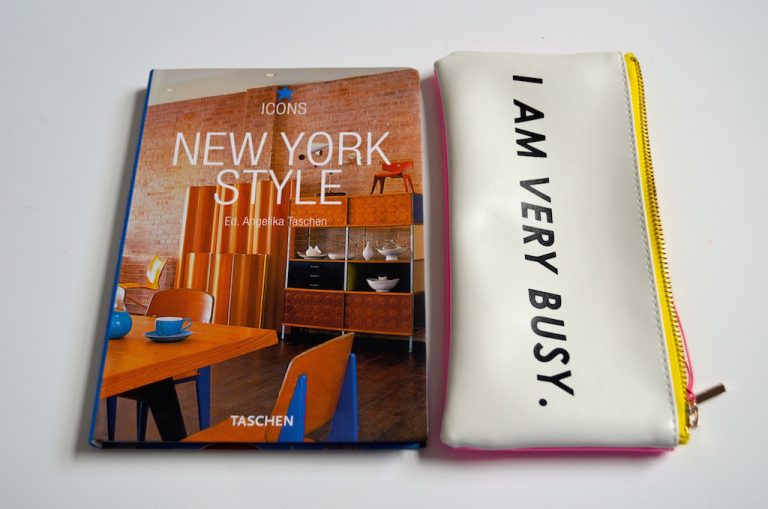 ICONS
NEW YORK
STYLE
Ed. Angelika Taschen
TASCHEN
I AM VERY BUSY.